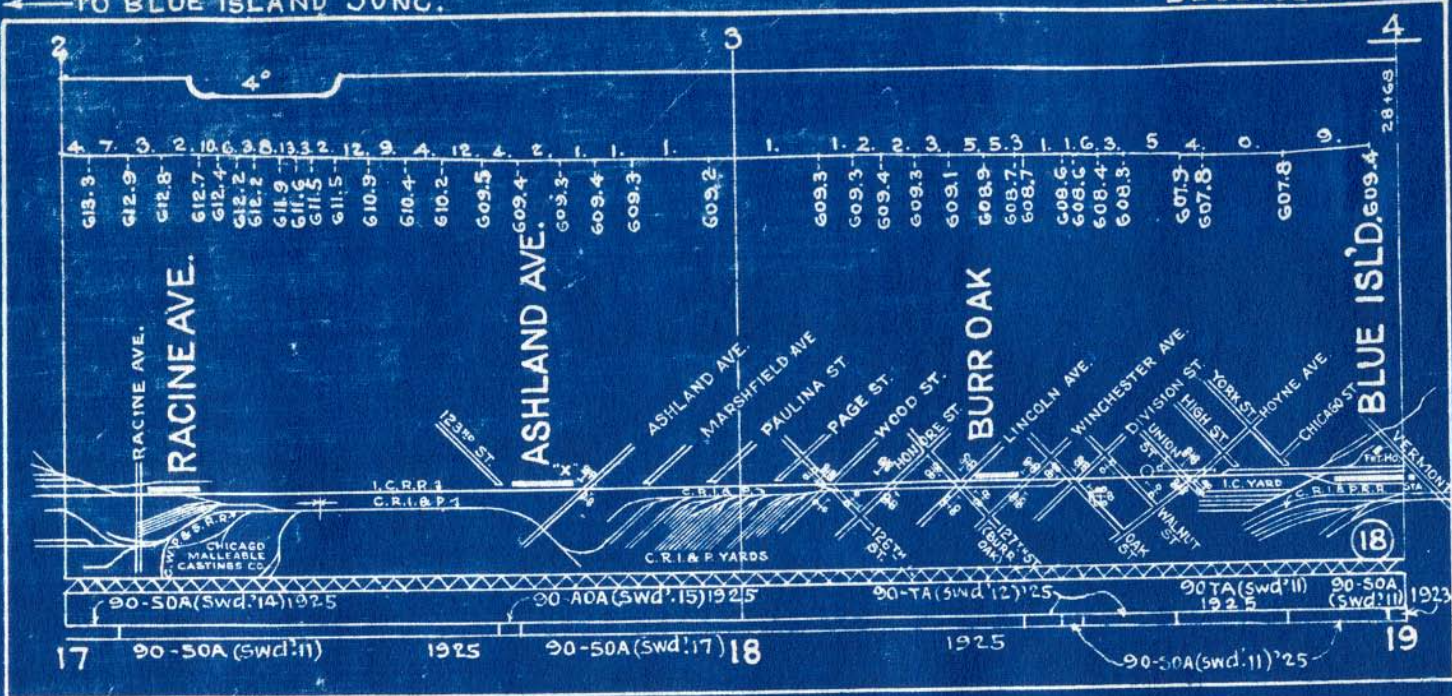 TO BLUE ISLAND JUNC.
2 3 4
4°
28+68
4. 7. 3. 2. 10. 6. 3. 8. 13. 3. 2. 12. 9. 4. 12. 4. 2. 1. 1. 1. 1. 1. 2. 2. 3. 5. 5. 3 1. 1. 6. 3. 5 4. 0. 9.
613.3 612.9 612.8 612.7 612.4 612.2 612.2 611.9 611.6 611.5 611.5 610.9 610.4 610.2 609.5 609.4 609.3 609.4 609.3 609.2 609.3 609.3 609.4 609.3 609.1 608.9 608.7 608.7 608.6 608.6 608.4 608.3 607.9 607.8 607.8 609.4
RACINE AVE.
RACINE AVE.
123RD ST.
ASHLAND AVE.
"X"
ASHLAND AVE.
MARSHFIELD AVE
PAULINA ST
PAGE ST.
WOOD ST.
HONORE ST.
BURR OAK
LINCOLN AVE.
WINCHESTER AVE.
DIVISION ST.
UNION ST.
HIGH ST
YORK ST.
HOYNE AVE.
CHICAGO ST.
BLUE ISL'D.
VERMONT
I.C.R.R.
C.R.I.&P.
C.R.I.&P.
I.C. YARD
C.R.I.&P.R.R.
FRT. HO.
STA.
C.W.P.&S.R.R.
CHICAGO
MALLEABLE
CASTINGS CO.
C.R.I.& P. YARDS
126TH ST.
127TH ST.
(BURR OAK)
OAK ST.
WALNUT ST
18
90-SOA(SWd.'14)1925
90-AOA(SWd.'15)1925
90-TA(SWd'12)'25
90TA(SWd'11)
1925
90-SOA
(SWd.'11)
1923
17
90-SOA(SWd.'11)
1925
90-SOA(SWd.'17)
18
1925
90-SOA(SWd.'11)'25
19